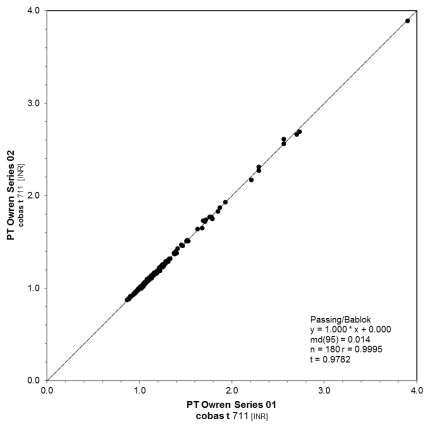 4.0
3.0
2.0
1.0
0.0
PT Owren Series 02
cobas t 711 [INR]
Passing/Bablok
y = 1.000 * x + 0.000
md(95) = 0.014
n = 180 r = 0.9995
t = 0.9782
0.0 1.0 2.0 3.0 4.0
PT Owren Series 01
cobas t 711 [INR]